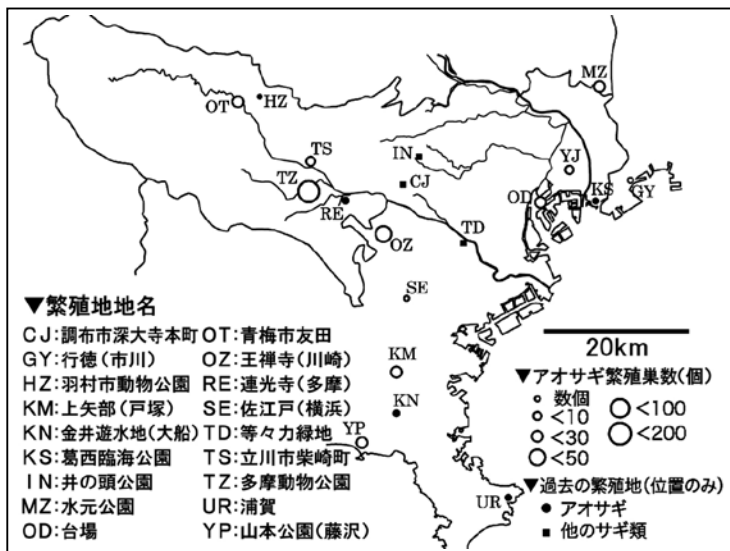 MZ
OT
HZ
TS
IN
YJ
TZ
CJ
OD
KS
GY
RE
OZ
TD
SE
KM
KN
YP
UR
20km
▼繁殖地地名
CJ:調布市深大寺本町
GY:行徳(市川)
HZ:羽村市動物公園
KM:上矢部(戸塚)
KN:金井遊水地(大船)
KS:葛西臨海公園
IN:井の頭公園
MZ:水元公園
OD:台場
OT:青梅市友田
OZ:王禅寺(川崎)
RE:連光寺(多摩)
SE:佐江戸(横浜)
TD:等々力緑地
TS:立川市柴崎町
TZ:多摩動物公園
UR:浦賀
YP:山本公園(藤沢)
▼アオサギ繁殖巣数(個)
数個
<10
<30
<50
<100
<200
▼過去の繁殖地(位置のみ)
● アオサギ
■ 他のサギ類